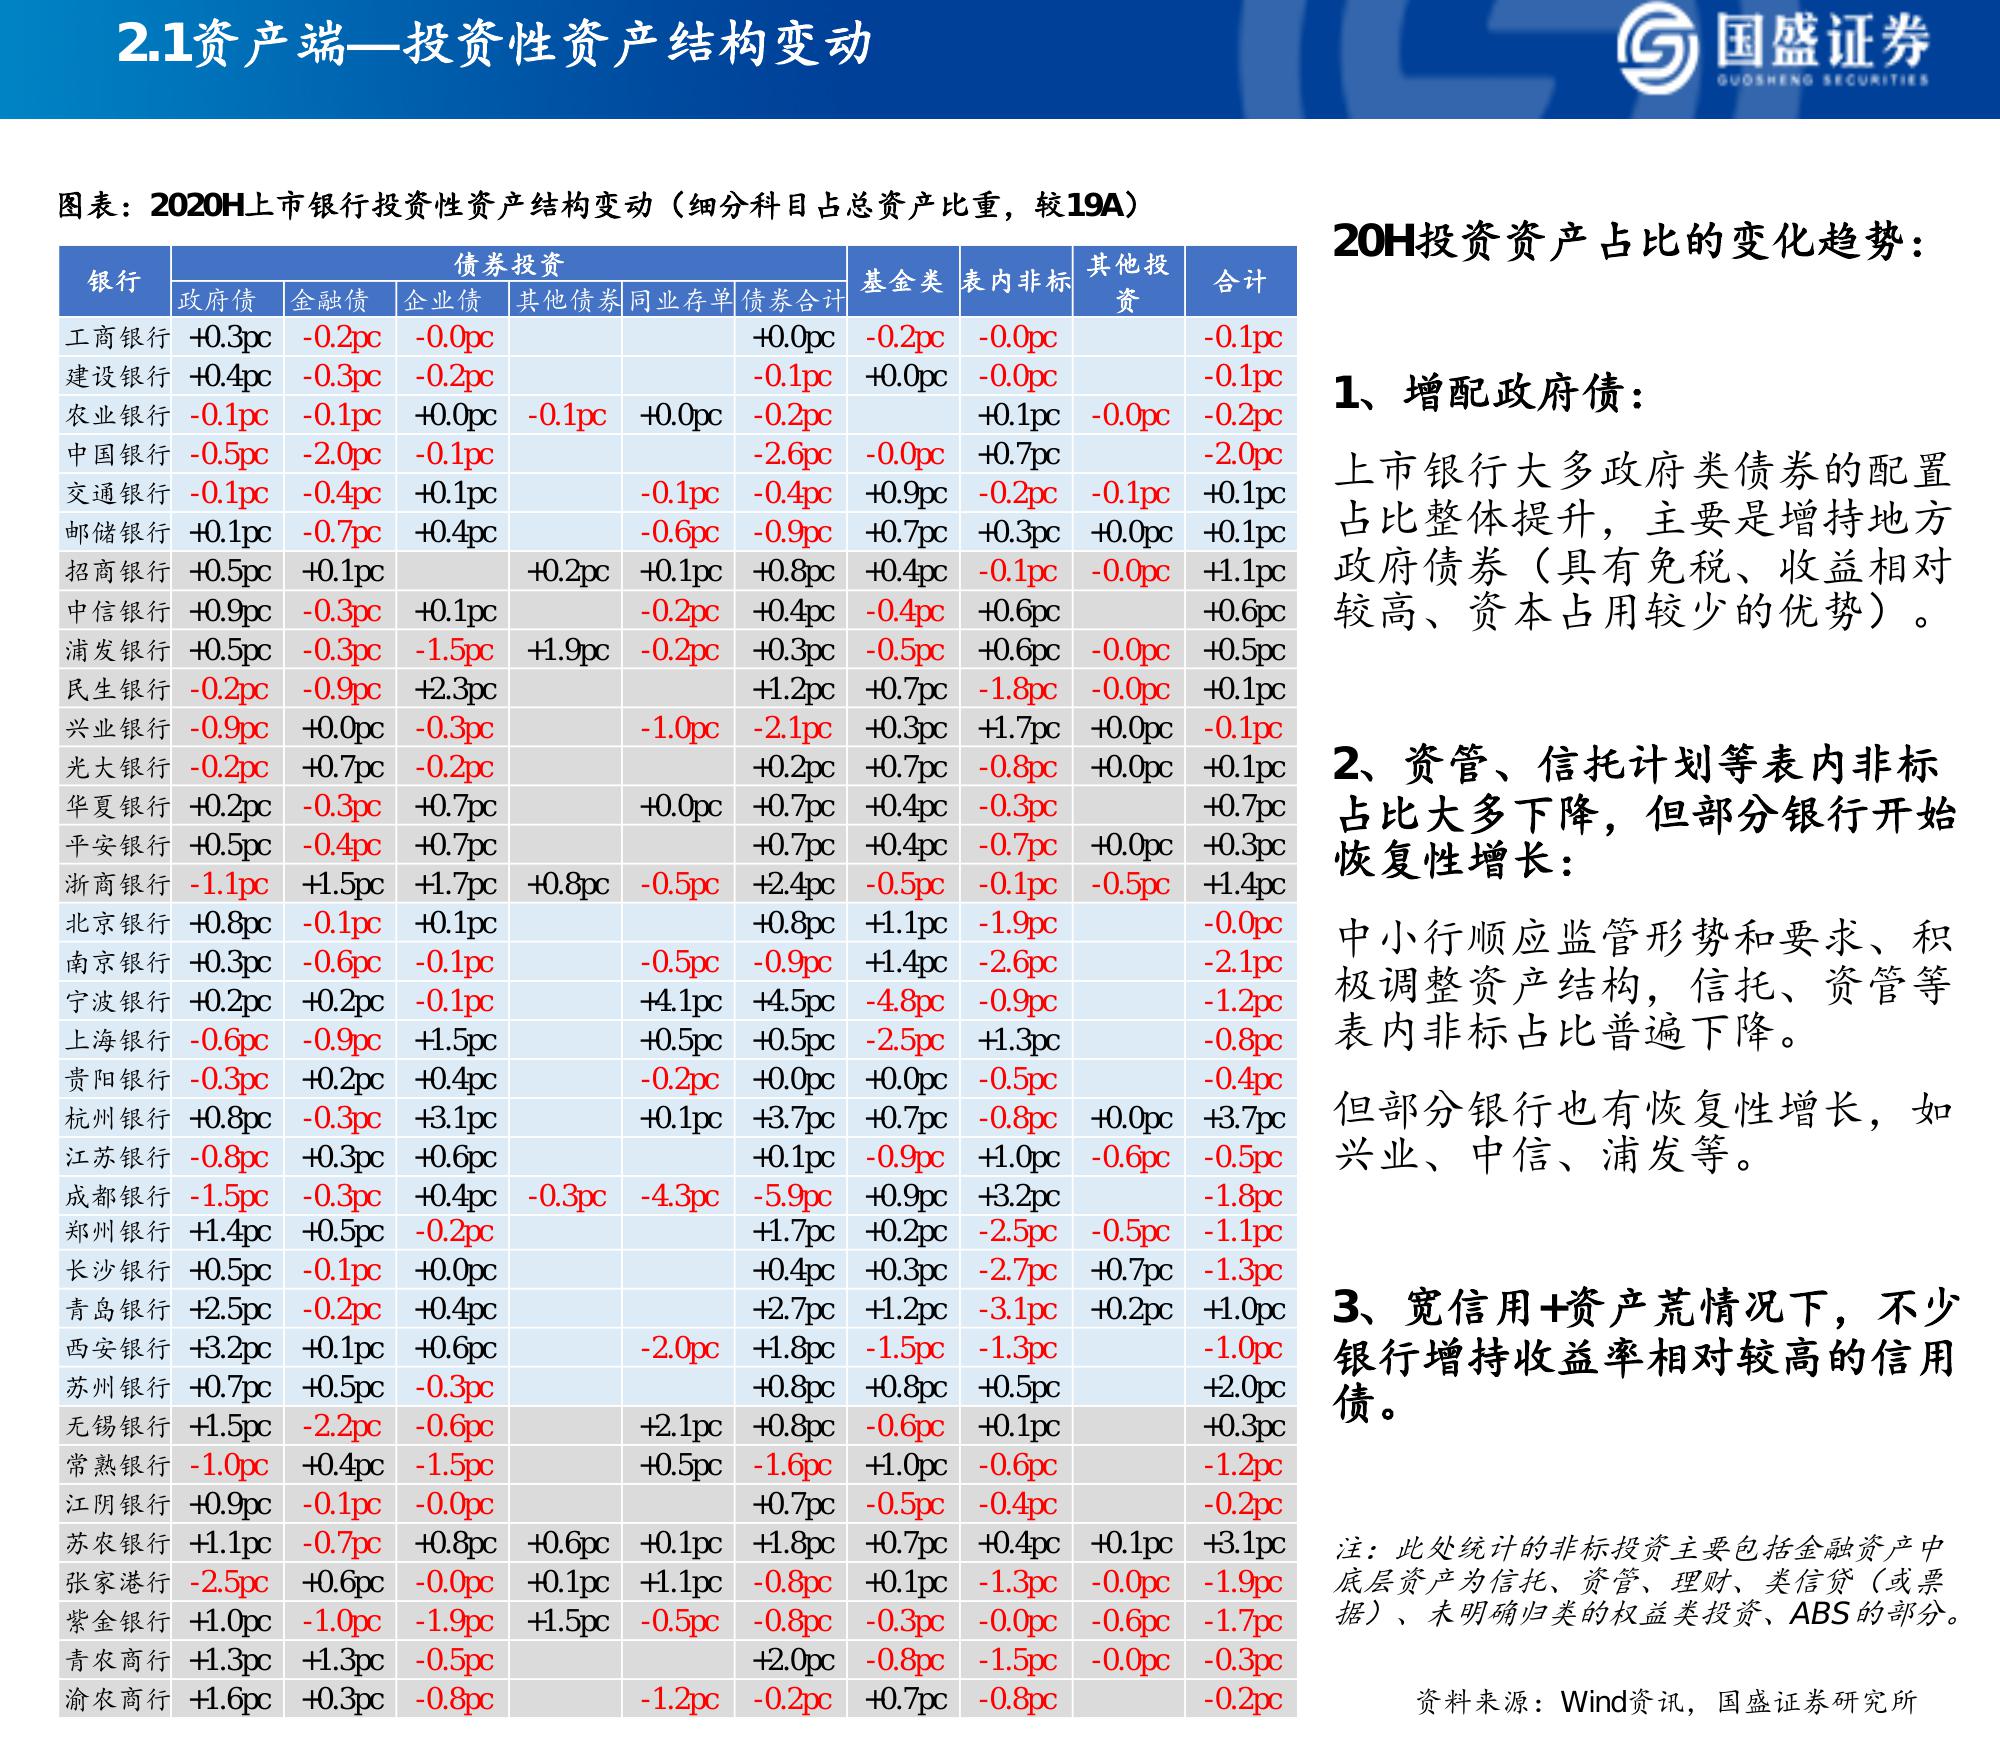 2.1资产端—投资性资产结构变动
国盛证券
GUOSHENG SECURITIES
图表：2020H上市银行投资性资产结构变动（细分科目占总资产比重，较19A）
银行 债券投资 基金类 表内非标 其他投资 合计
政府债 金融债 企业债 其他债券 同业存单 债券合计
工商银行 +0.3pc -0.2pc -0.0pc +0.0pc -0.2pc -0.0pc -0.1pc
建设银行 +0.4pc -0.3pc -0.2pc -0.1pc +0.0pc -0.0pc -0.1pc
农业银行 -0.1pc -0.1pc +0.0pc -0.1pc +0.0pc -0.2pc +0.1pc -0.0pc -0.2pc
中国银行 -0.5pc -2.0pc -0.1pc -2.6pc -0.0pc +0.7pc -2.0pc
交通银行 -0.1pc -0.4pc +0.1pc -0.1pc -0.4pc +0.9pc -0.2pc -0.1pc +0.1pc
邮储银行 +0.1pc -0.7pc +0.4pc -0.6pc -0.9pc +0.7pc +0.3pc +0.0pc +0.1pc
招商银行 +0.5pc +0.1pc +0.2pc +0.1pc +0.8pc +0.4pc -0.1pc -0.0pc +1.1pc
中信银行 +0.9pc -0.3pc +0.1pc -0.2pc +0.4pc -0.4pc +0.6pc +0.6pc
浦发银行 +0.5pc -0.3pc -1.5pc +1.9pc -0.2pc +0.3pc -0.5pc +0.6pc -0.0pc +0.5pc
民生银行 -0.2pc -0.9pc +2.3pc +1.2pc +0.7pc -1.8pc -0.0pc +0.1pc
兴业银行 -0.9pc +0.0pc -0.3pc -1.0pc -2.1pc +0.3pc +1.7pc +0.0pc -0.1pc
光大银行 -0.2pc +0.7pc -0.2pc +0.2pc +0.7pc -0.8pc +0.0pc +0.1pc
华夏银行 +0.2pc -0.3pc +0.7pc +0.0pc +0.7pc +0.4pc -0.3pc +0.7pc
平安银行 +0.5pc -0.4pc +0.7pc +0.7pc +0.4pc -0.7pc +0.0pc +0.3pc
浙商银行 -1.1pc +1.5pc +1.7pc +0.8pc -0.5pc +2.4pc -0.5pc -0.1pc -0.5pc +1.4pc
北京银行 +0.8pc -0.1pc +0.1pc +0.8pc +1.1pc -1.9pc -0.0pc
南京银行 +0.3pc -0.6pc -0.1pc -0.5pc -0.9pc +1.4pc -2.6pc -2.1pc
宁波银行 +0.2pc +0.2pc -0.1pc +4.1pc +4.5pc -4.8pc -0.9pc -1.2pc
上海银行 -0.6pc -0.9pc +1.5pc +0.5pc +0.5pc -2.5pc +1.3pc -0.8pc
贵阳银行 -0.3pc +0.2pc +0.4pc -0.2pc +0.0pc +0.0pc -0.5pc -0.4pc
杭州银行 +0.8pc -0.3pc +3.1pc +0.1pc +3.7pc +0.7pc -0.8pc +0.0pc +3.7pc
江苏银行 -0.8pc +0.3pc +0.6pc +0.1pc -0.9pc +1.0pc -0.6pc -0.5pc
成都银行 -1.5pc -0.3pc +0.4pc -0.3pc -4.3pc -5.9pc +0.9pc +3.2pc -1.8pc
郑州银行 +1.4pc +0.5pc -0.2pc +1.7pc +0.2pc -2.5pc -0.5pc -1.1pc
长沙银行 +0.5pc -0.1pc +0.0pc +0.4pc +0.3pc -2.7pc +0.7pc -1.3pc
青岛银行 +2.5pc -0.2pc +0.4pc +2.7pc +1.2pc -3.1pc +0.2pc +1.0pc
西安银行 +3.2pc +0.1pc +0.6pc -2.0pc +1.8pc -1.5pc -1.3pc -1.0pc
苏州银行 +0.7pc +0.5pc -0.3pc +0.8pc +0.8pc +0.5pc +2.0pc
无锡银行 +1.5pc -2.2pc -0.6pc +2.1pc +0.8pc -0.6pc +0.1pc +0.3pc
常熟银行 -1.0pc +0.4pc -1.5pc +0.5pc -1.6pc +1.0pc -0.6pc -1.2pc
江阴银行 +0.9pc -0.1pc -0.0pc +0.7pc -0.5pc -0.4pc -0.2pc
苏农银行 +1.1pc -0.7pc +0.8pc +0.6pc +0.1pc +1.8pc +0.7pc +0.4pc +0.1pc +3.1pc
张家港行 -2.5pc +0.6pc -0.0pc +0.1pc +1.1pc -0.8pc +0.1pc -1.3pc -0.0pc -1.9pc
紫金银行 +1.0pc -1.0pc -1.9pc +1.5pc -0.5pc -0.8pc -0.3pc -0.0pc -0.6pc -1.7pc
青农商行 +1.3pc +1.3pc -0.5pc +2.0pc -0.8pc -1.5pc -0.0pc -0.3pc
渝农商行 +1.6pc +0.3pc -0.8pc -1.2pc -0.2pc +0.7pc -0.8pc -0.2pc
20H投资资产占比的变化趋势：
1、增配政府债：
上市银行大多政府类债券的配置
占比整体提升，主要是增持地方
政府债券（具有免税、收益相对
较高、资本占用较少的优势）。
2、资管、信托计划等表内非标
占比大多下降，但部分银行开始
恢复性增长：
中小行顺应监管形势和要求、积
极调整资产结构，信托、资管等
表内非标占比普遍下降。
但部分银行也有恢复性增长，如
兴业、中信、浦发等。
3、宽信用+资产荒情况下，不少
银行增持收益率相对较高的信用
债。
注：此处统计的非标投资主要包括金融资产中
底层资产为信托、资管、理财、类信贷（或票
据）、未明确归类的权益类投资、ABS的部分。
资料来源：Wind资讯，国盛证券研究所